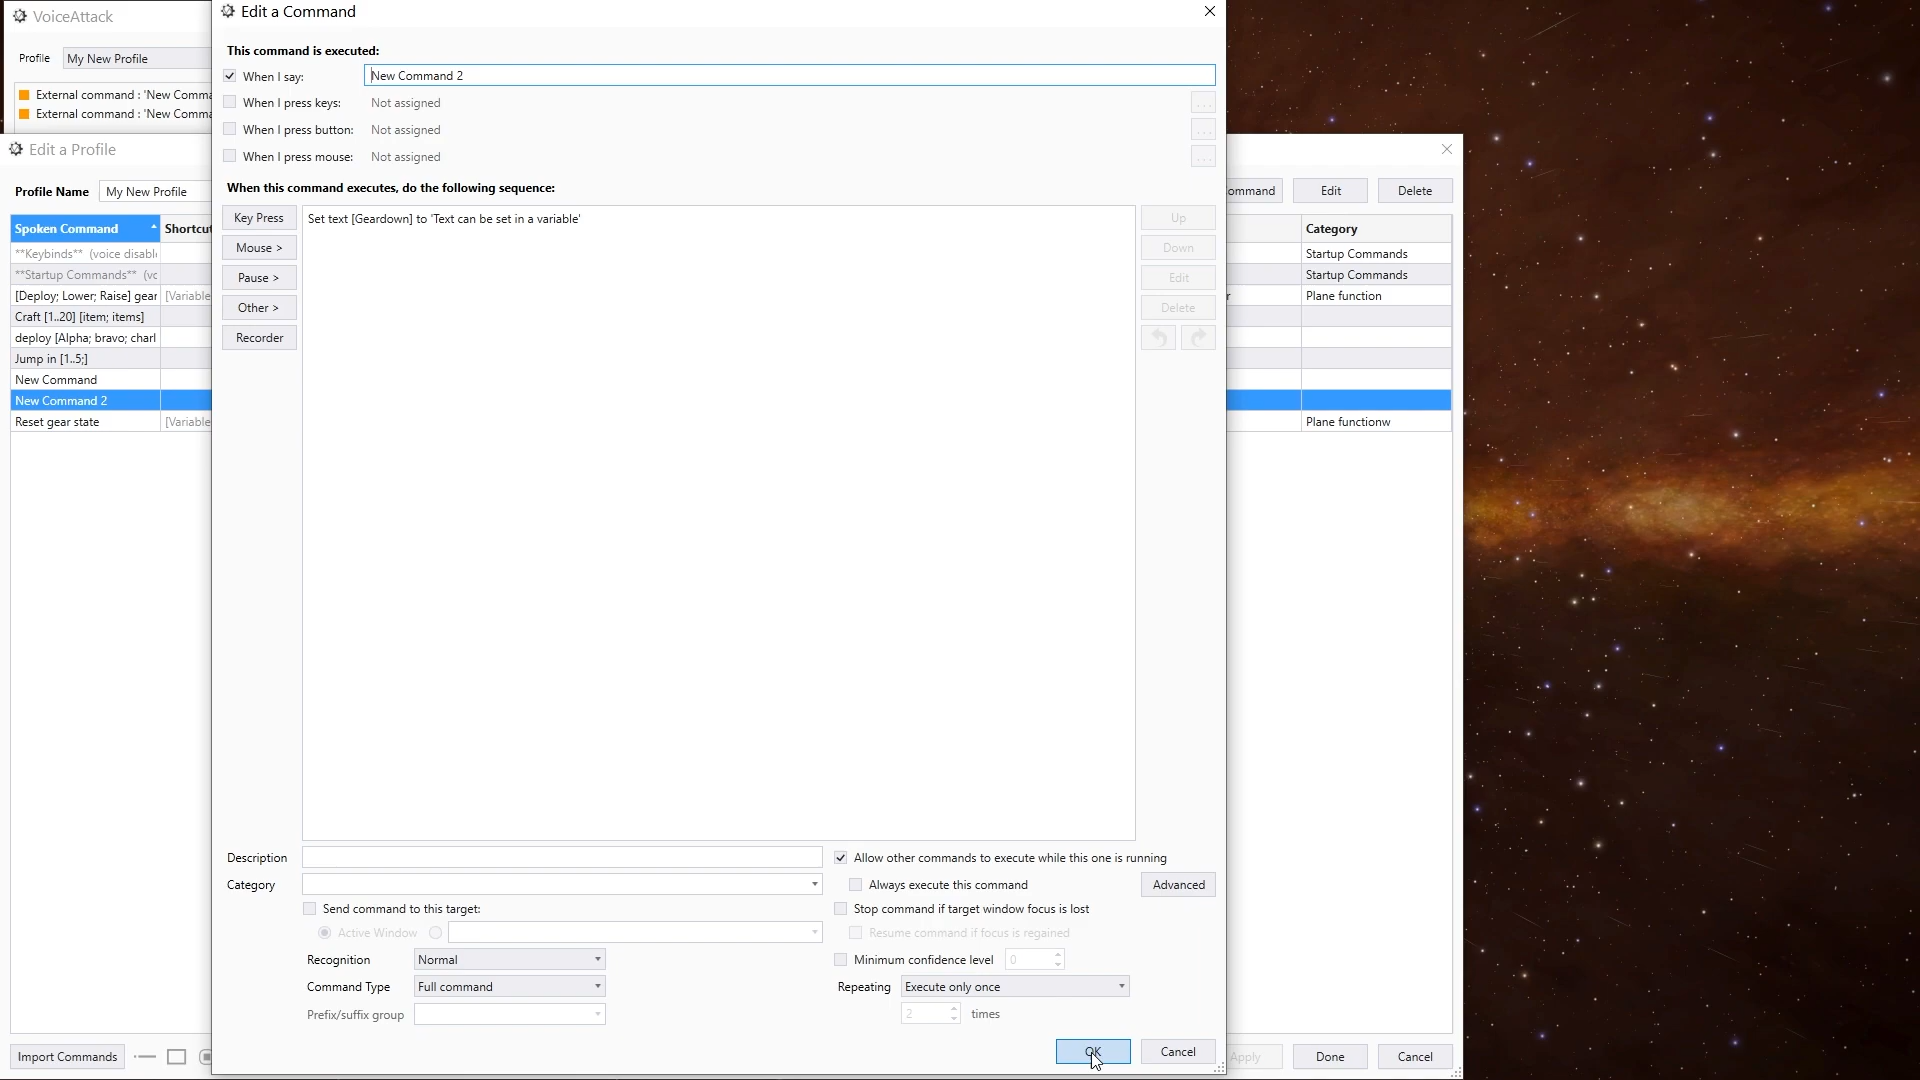 VoiceAttack
Profile My New Profile
External command : 'New Comma
External command : 'New Comma
Edit a Profile
Profile Name My New Profile
Spoken Command Shortcut
**Keybinds** (voice disabl
**Startup Commands** (vc
[Deploy; Lower; Raise] gear [Variable
Craft [1..20] [item; items]
deploy [Alpha; bravo; charl
Jump in [1..5;]
New Command
New Command 2
Reset gear state [Variable
Import Commands
Edit a Command
This command is executed:
When I say: New Command 2
When I press keys: Not assigned ...
When I press button: Not assigned ...
When I press mouse: Not assigned ...
When this command executes, do the following sequence:
Key Press
Mouse >
Pause >
Other >
Recorder
Set text [Geardown] to 'Text can be set in a variable'
Up
Down
Edit
Delete
Description
Category
Send command to this target:
Active Window
Recognition Normal
Command Type Full command
Prefix/suffix group
Allow other commands to execute while this one is running
Always execute this command
Advanced
Stop command if target window focus is lost
Resume command if focus is regained
Minimum confidence level 0
Repeating Execute only once
2 times
OK Cancel
ommand Edit Delete
Category
Startup Commands
Startup Commands
r Plane function
Plane functionw
Apply Done Cancel